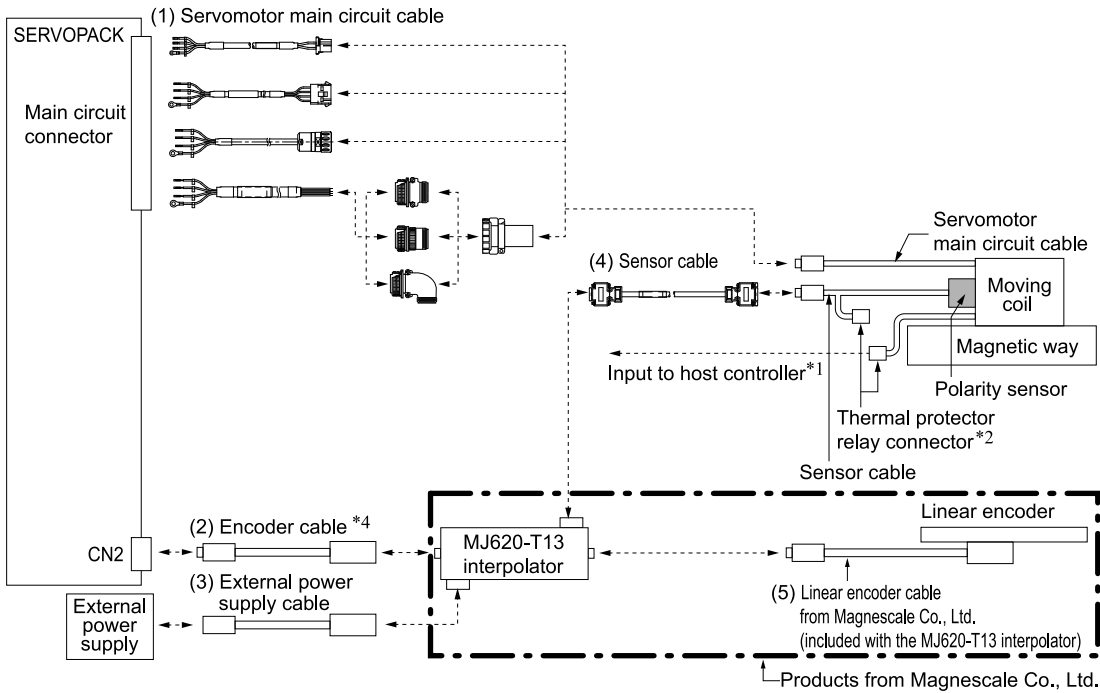 (1) Servomotor main circuit cable
SERVOPACK
Main circuit
connector
Servomotor
main circuit cable
(4) Sensor cable
Moving
coil
Magnetic way
Input to host controller*1
Polarity sensor
Thermal protector
relay connector*2
Sensor cable
Linear encoder
(2) Encoder cable *4
CN2
MJ620-T13
interpolator
(3) External power
supply cable
External
power
supply
(5) Linear encoder cable
from Magnescale Co., Ltd.
(included with the MJ620-T13 interpolator)
Products from Magnescale Co., Ltd.